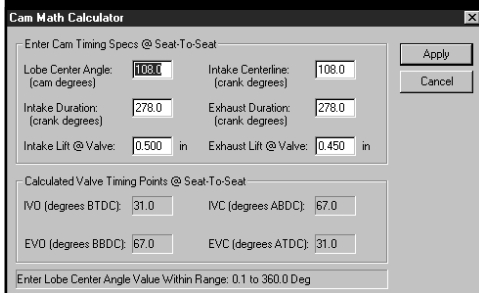 Cam Math Calculator
Enter Cam Timing Specs @ Seat-To-Seat
Lobe Center Angle: 108.0 Intake Centerline: 108.0
(cam degrees) (crank degrees)
Intake Duration: 278.0 Exhaust Duration: 278.0
(crank degrees) (crank degrees)
Intake Lift @ Valve: 0.500 in Exhaust Lift @ Valve: 0.450 in
Apply
Cancel
Calculated Valve Timing Points @ Seat-To-Seat
IVO (degrees BTDC): 31.0 IVC (degrees ABDC): 67.0
EVO (degrees BBDC): 67.0 EVC (degrees ATDC): 31.0
Enter Lobe Center Angle Value Within Range: 0.1 to 360.0 Deg